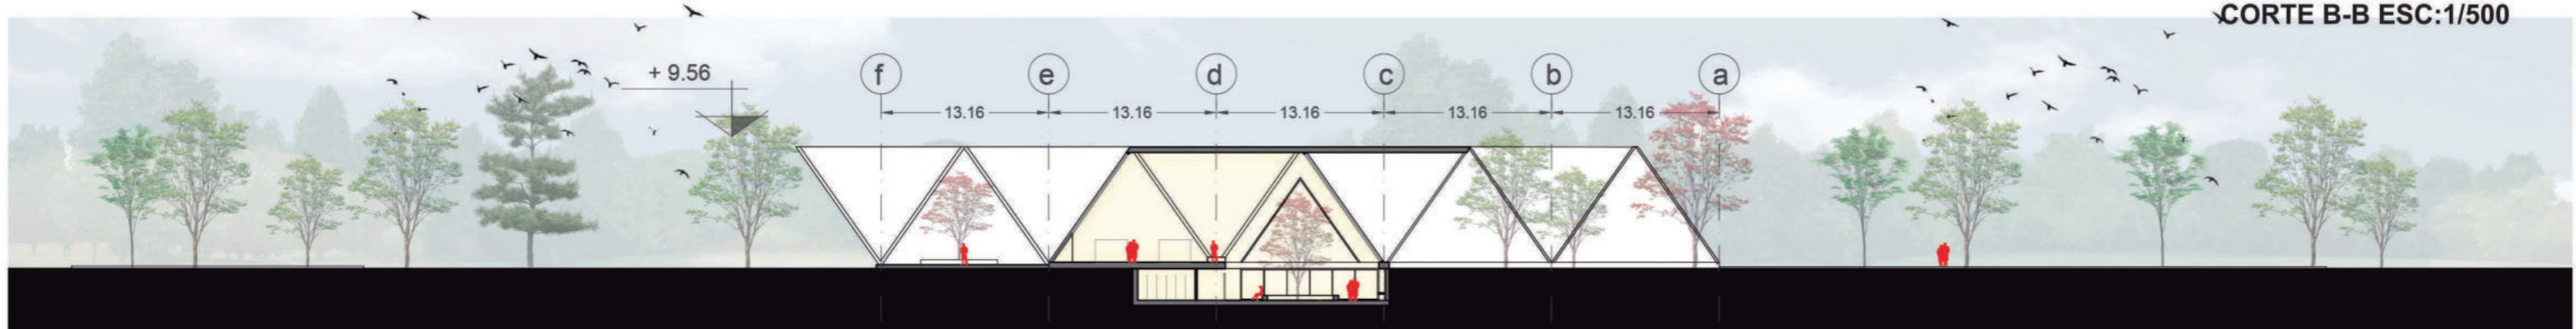 CORTE B-B ESC:1/500
+ 9.56
f e d c b a
13.16 13.16 13.16 13.16 13.16